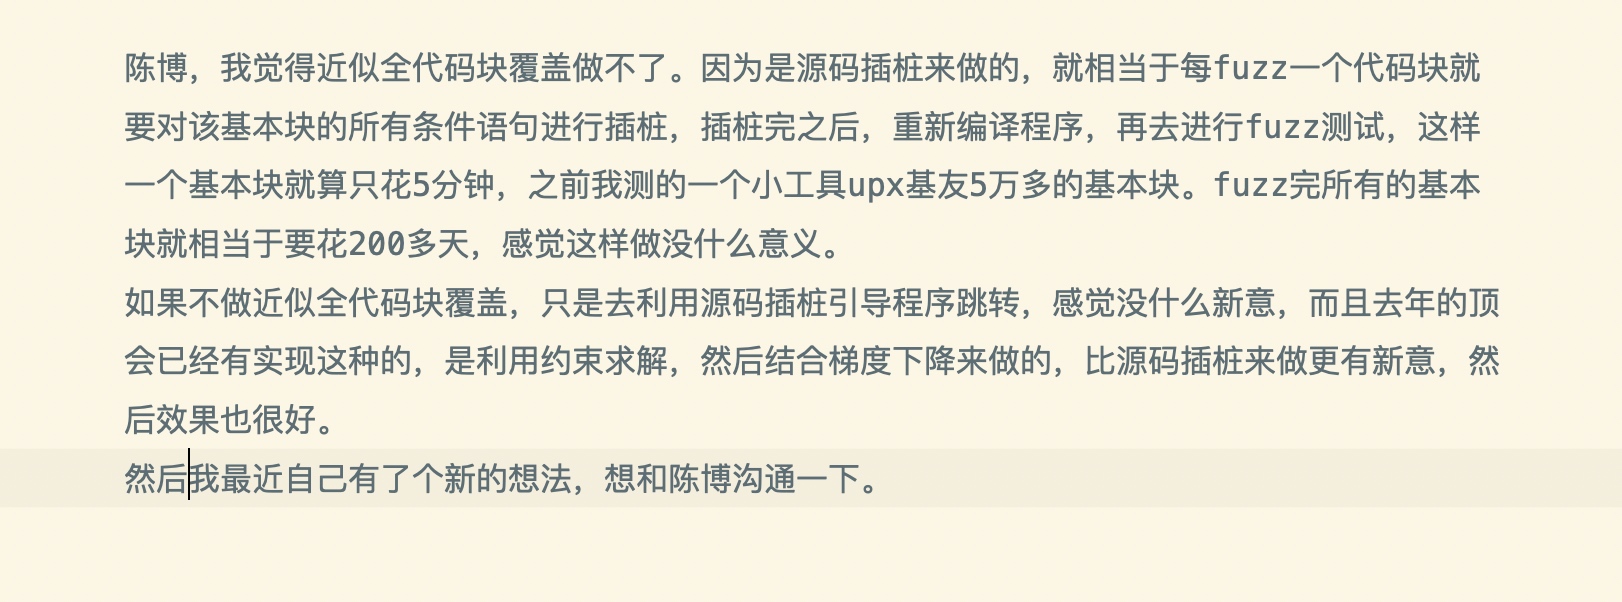 陈博，我觉得近似全代码块覆盖做不了。因为是源码插桩来做的，就相当于每fuzz一个代码块就
要对该基本块的所有条件语句进行插桩，插桩完之后，重新编译程序，再去进行fuzz测试，这样
一个基本块就算只花5分钟，之前我测的一个小工具upx基友5万多的基本块。fuzz完所有的基本
块就相当于要花200多天，感觉这样做没什么意义。
如果不做近似全代码块覆盖，只是去利用源码插桩引导程序跳转，感觉没什么新意，而且去年的顶
会已经有实现这种的，是利用约束求解，然后结合梯度下降来做的，比源码插桩来做更有新意，然
后效果也很好。
然后我最近自己有了个新的想法，想和陈博沟通一下。